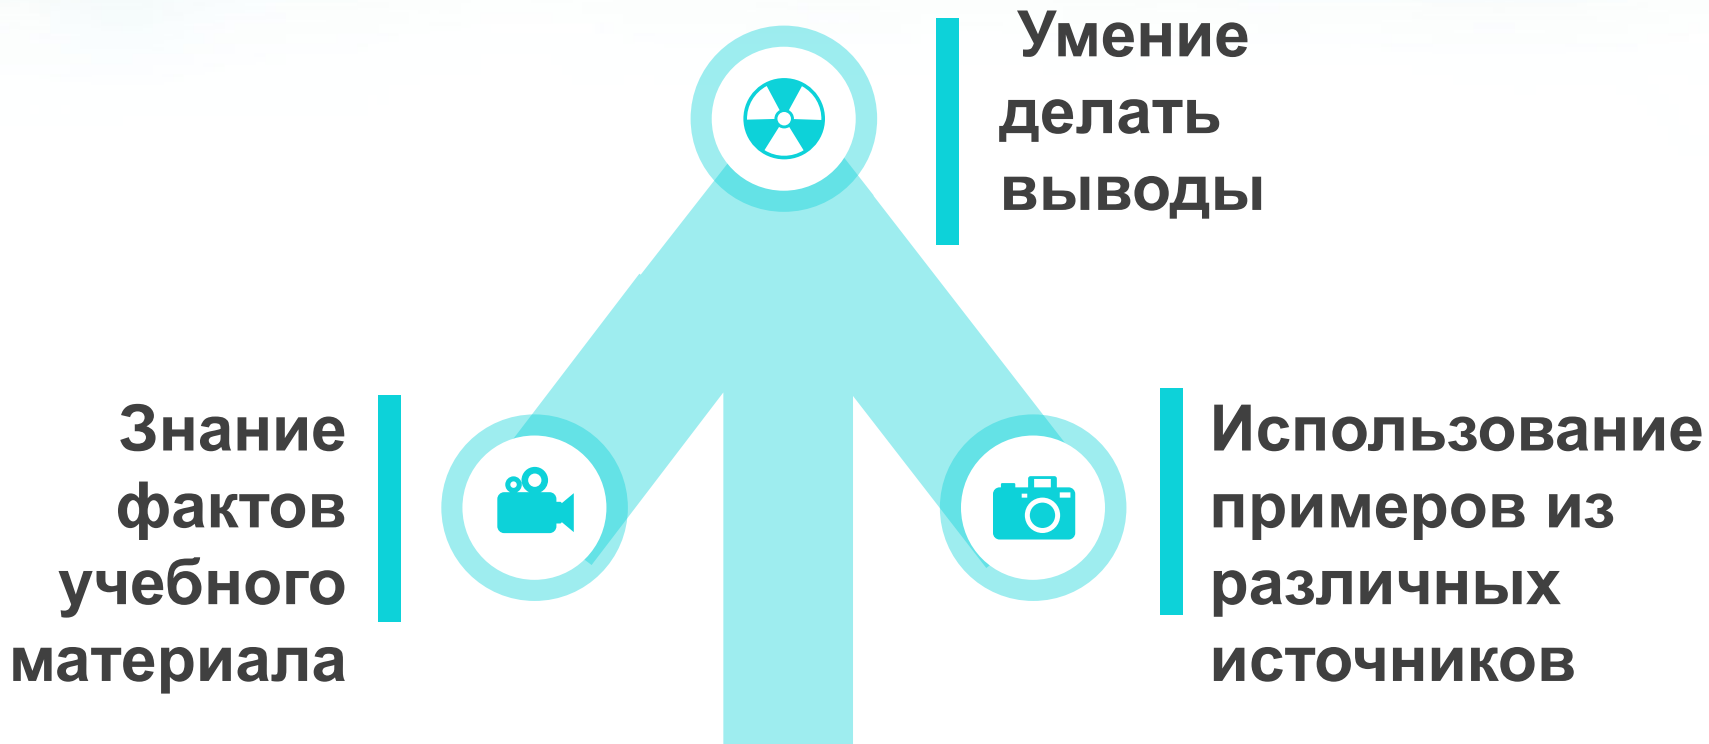 Умение
делать
выводы
Знание
фактов
учебного
материала
Использование
примеров из
различных
источников